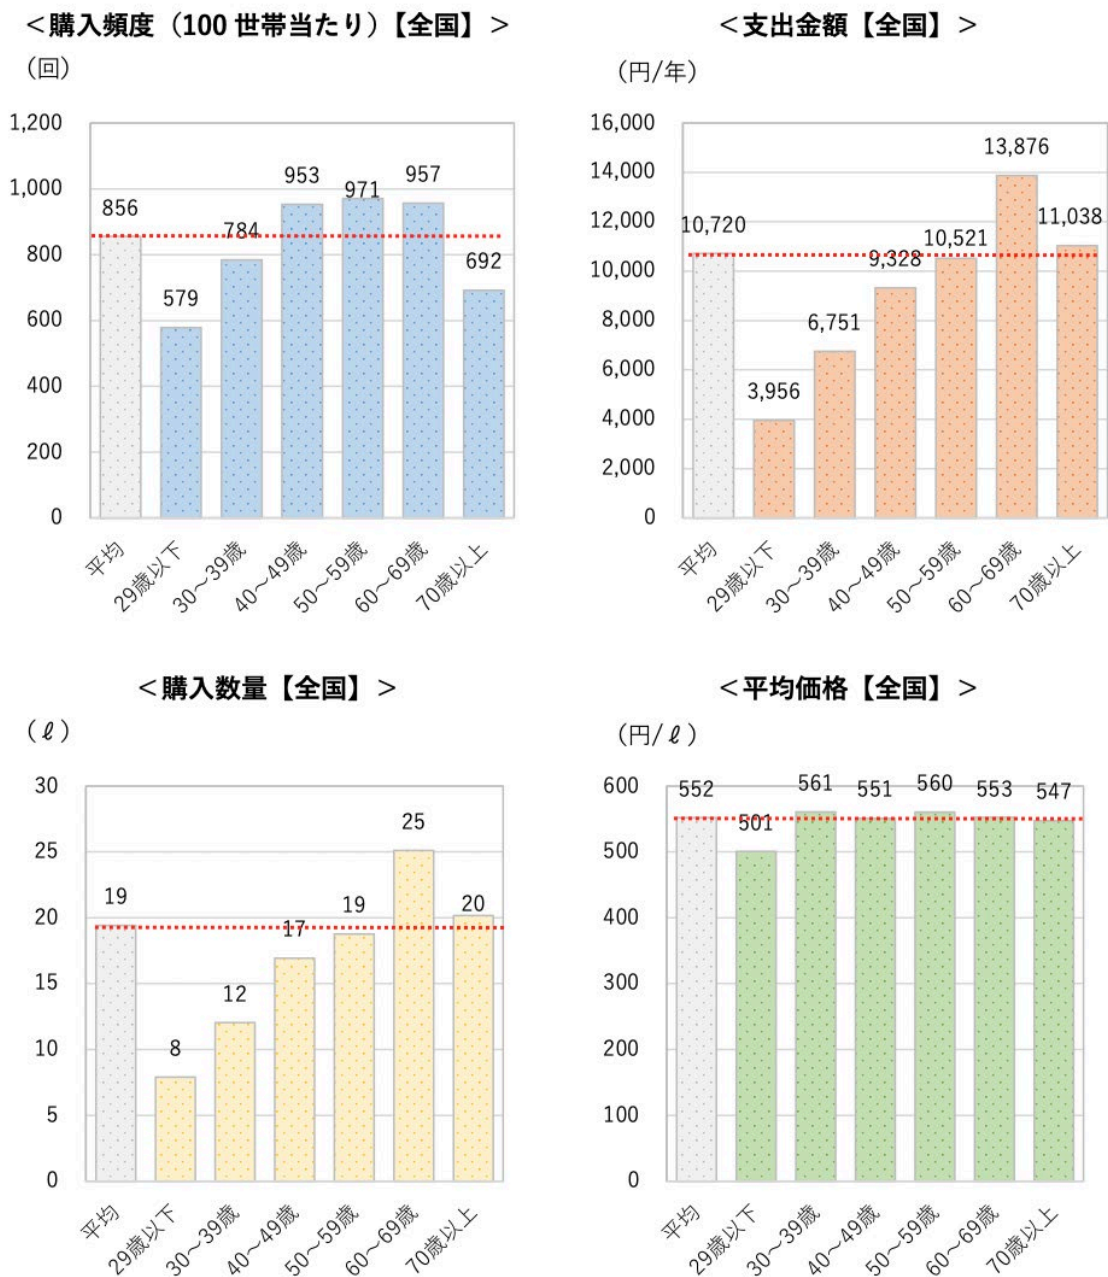 ＜購入頻度（100 世帯当たり）【全国】＞
（回）
1,200
1,000
800
600
400
200
0
856
579
784
953
971
957
692
平均
29歳以下
30～39歳
40～49歳
50～59歳
60～69歳
70歳以上
＜支出金額【全国】＞
（円/年）
16,000
14,000
12,000
10,000
8,000
6,000
4,000
2,000
0
10,720
3,956
6,751
9,328
10,521
13,876
11,038
平均
29歳以下
30～39歳
40～49歳
50～59歳
60～69歳
70歳以上
＜購入数量【全国】＞
（ℓ）
30
25
20
15
10
5
0
19
8
12
17
19
25
20
平均
29歳以下
30～39歳
40～49歳
50～59歳
60～69歳
70歳以上
＜平均価格【全国】＞
（円/ℓ）
600
500
400
300
200
100
0
552
501
561
551
560
553
547
平均
29歳以下
30～39歳
40～49歳
50～59歳
60～69歳
70歳以上